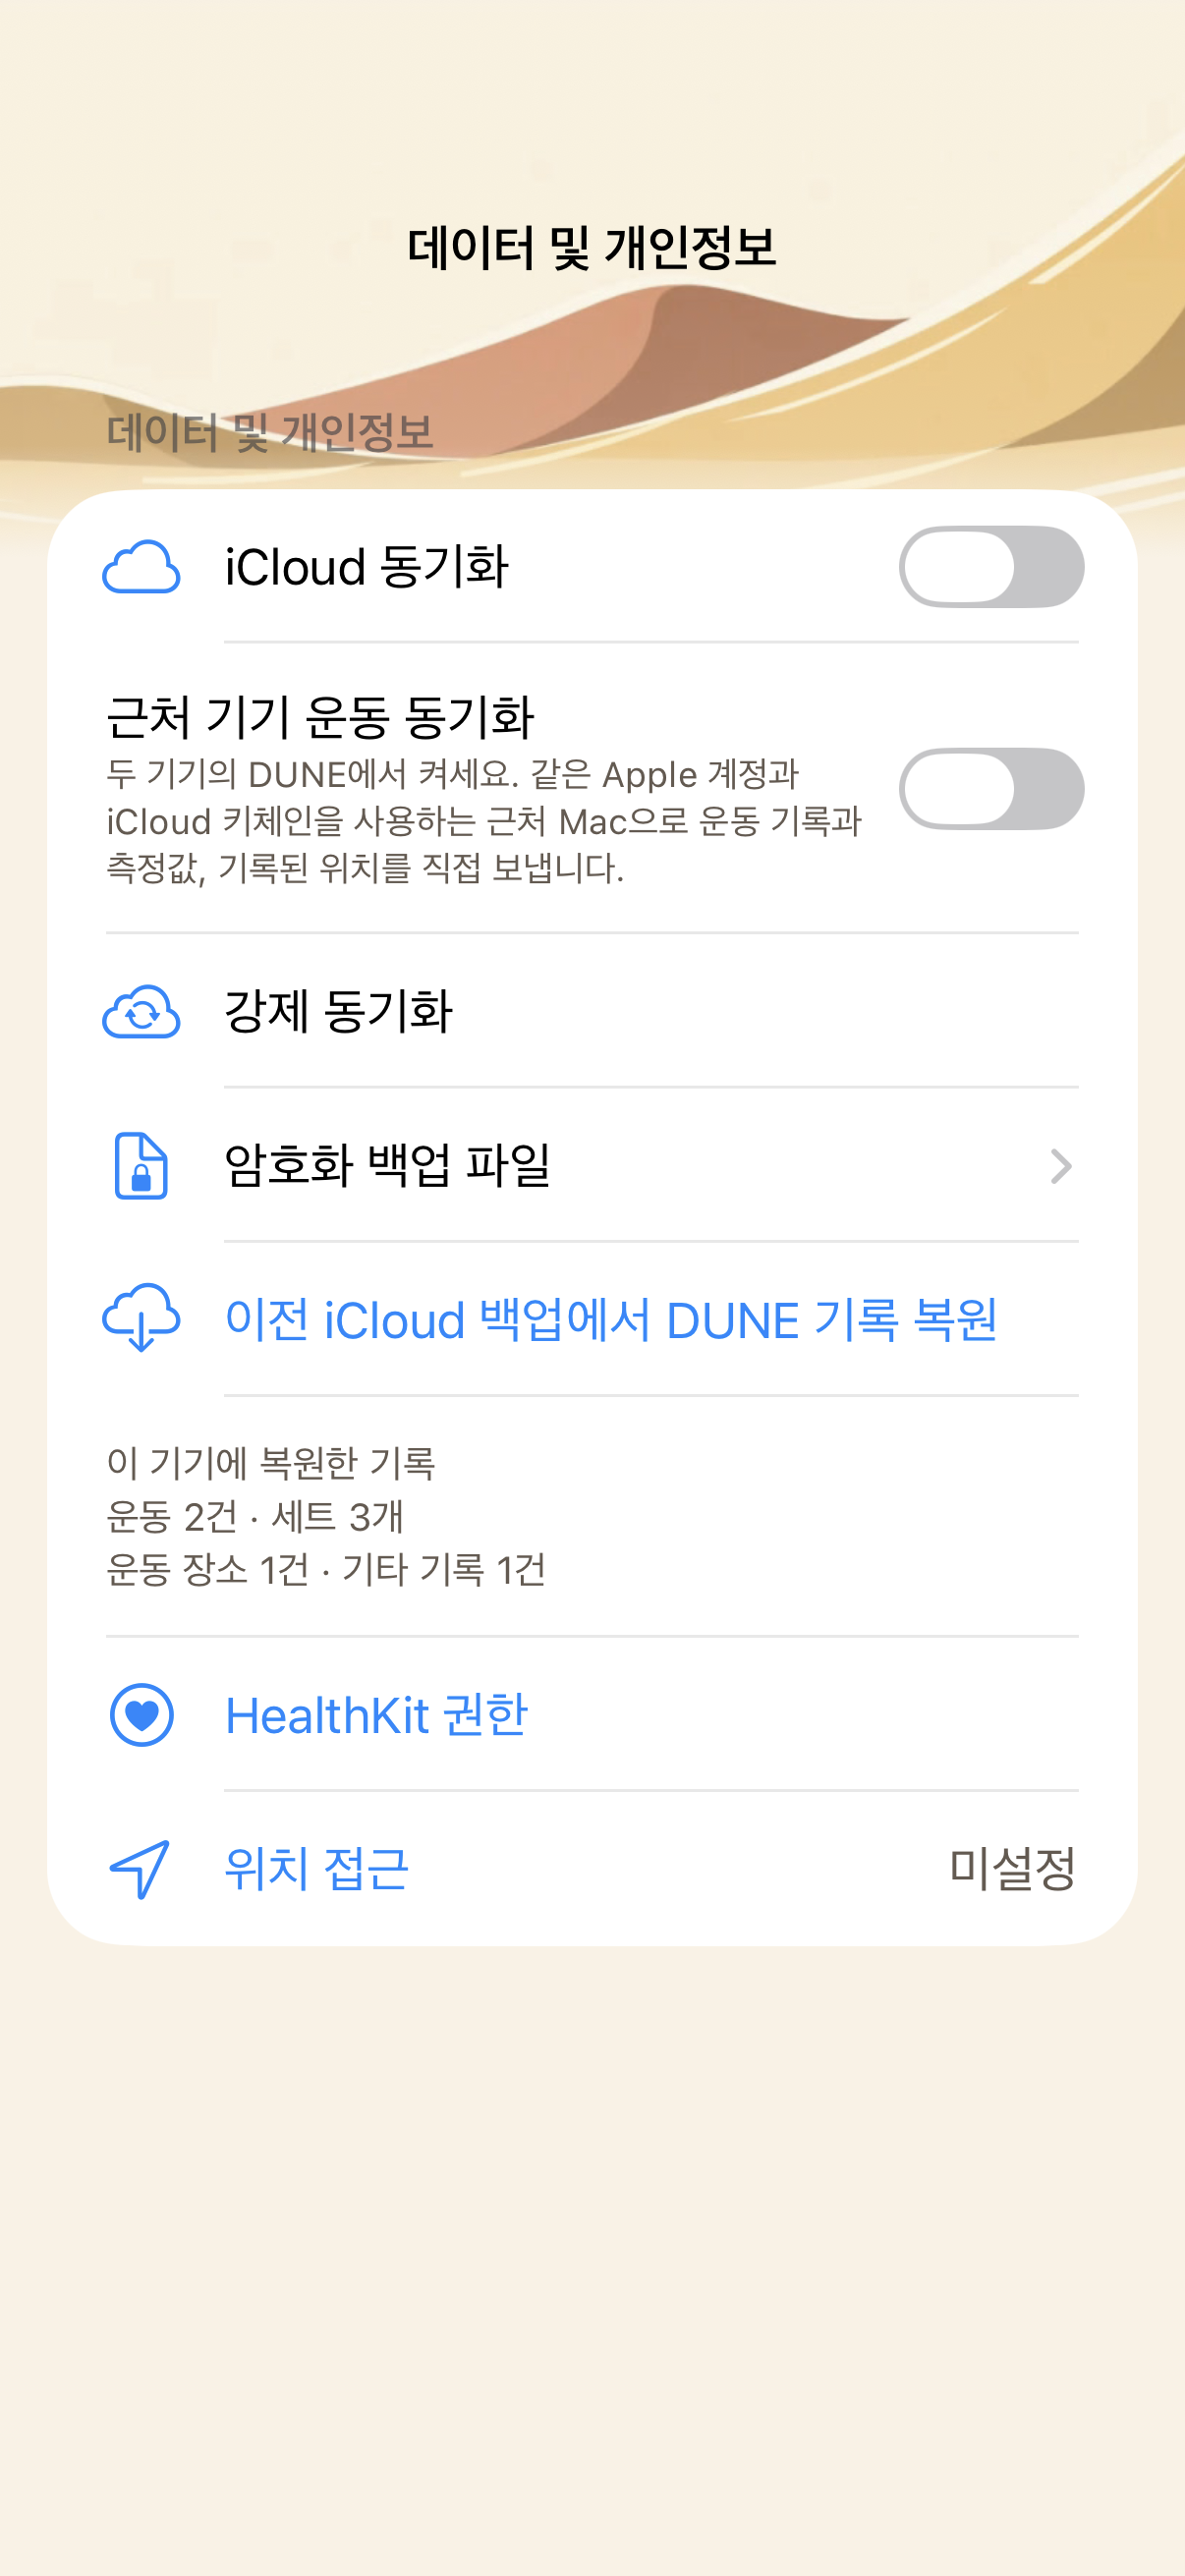 데이터 및 개인정보
데이터 및 개인정보
iCloud 동기화
근처 기기 운동 동기화
두 기기의 DUNE에서 켜세요. 같은 Apple 계정과
iCloud 키체인을 사용하는 근처 Mac으로 운동 기록과
측정값, 기록된 위치를 직접 보냅니다.
강제 동기화
암호화 백업 파일
이전 iCloud 백업에서 DUNE 기록 복원
이 기기에 복원한 기록
운동 2건 · 세트 3개
운동 장소 1건 · 기타 기록 1건
HealthKit 권한
위치 접근 미설정